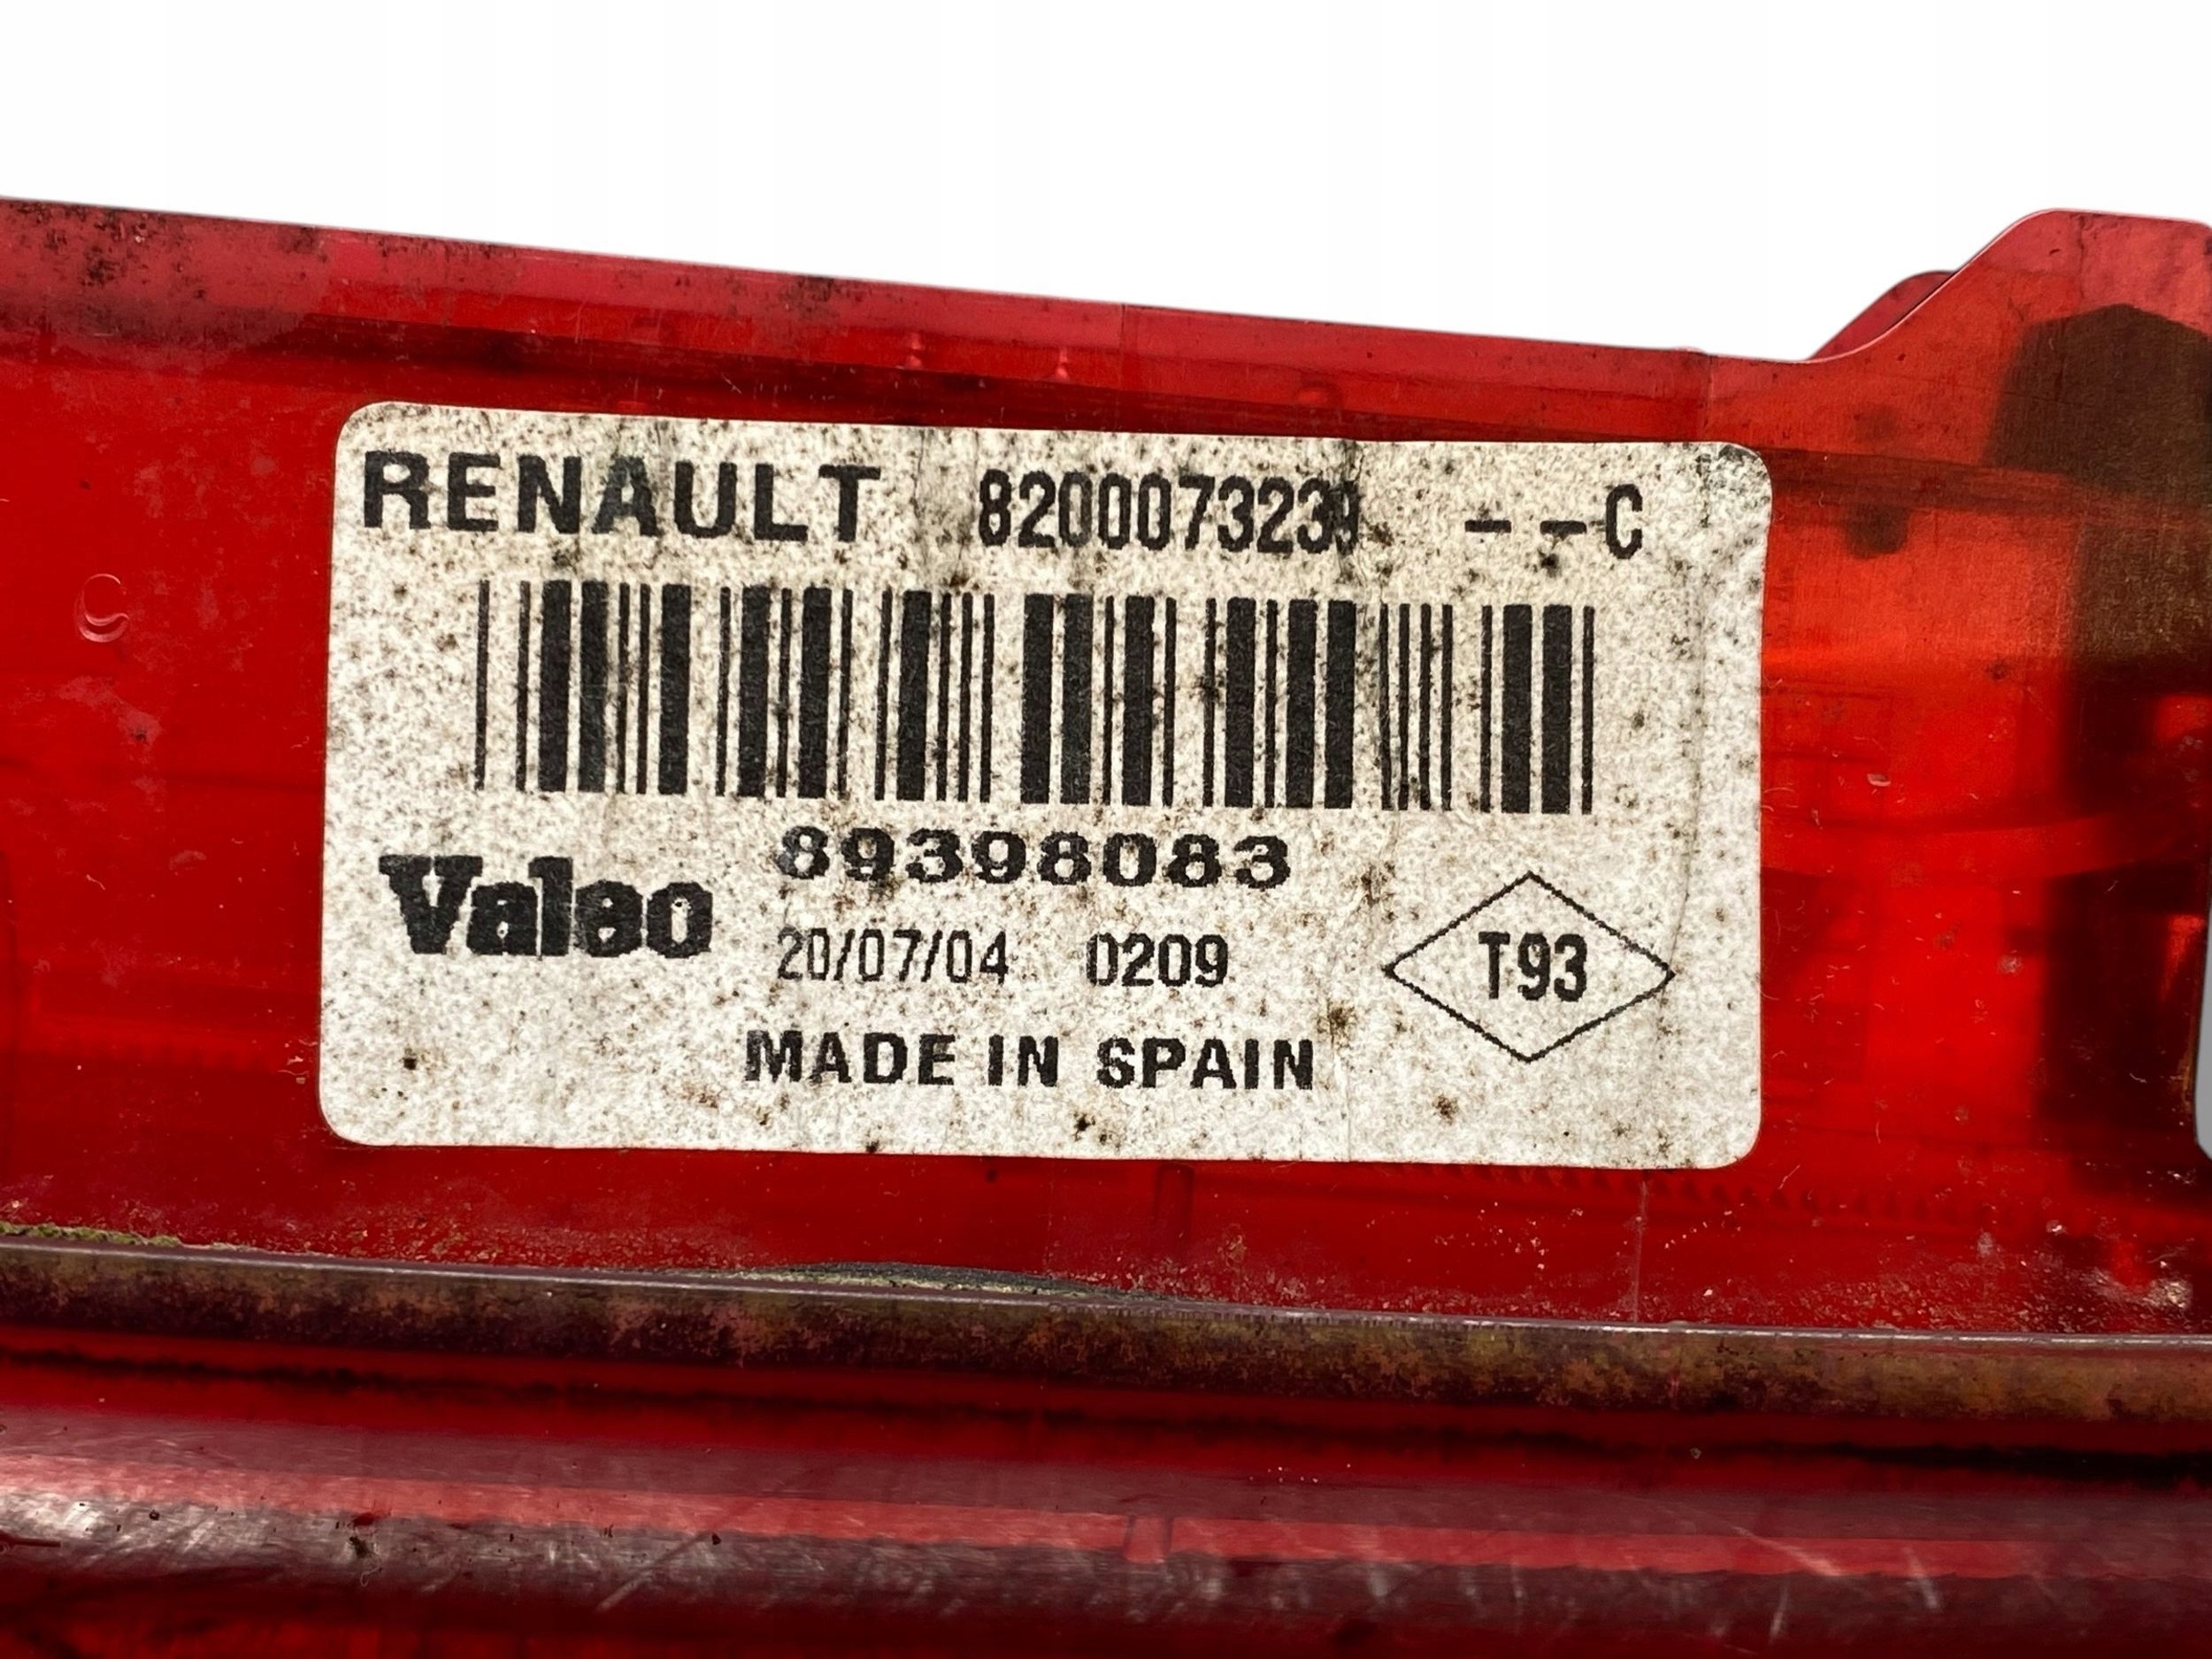 RENAULT 8200073239 --C
89398083
Valeo
20/07/04 0209
T93
MADE IN SPAIN